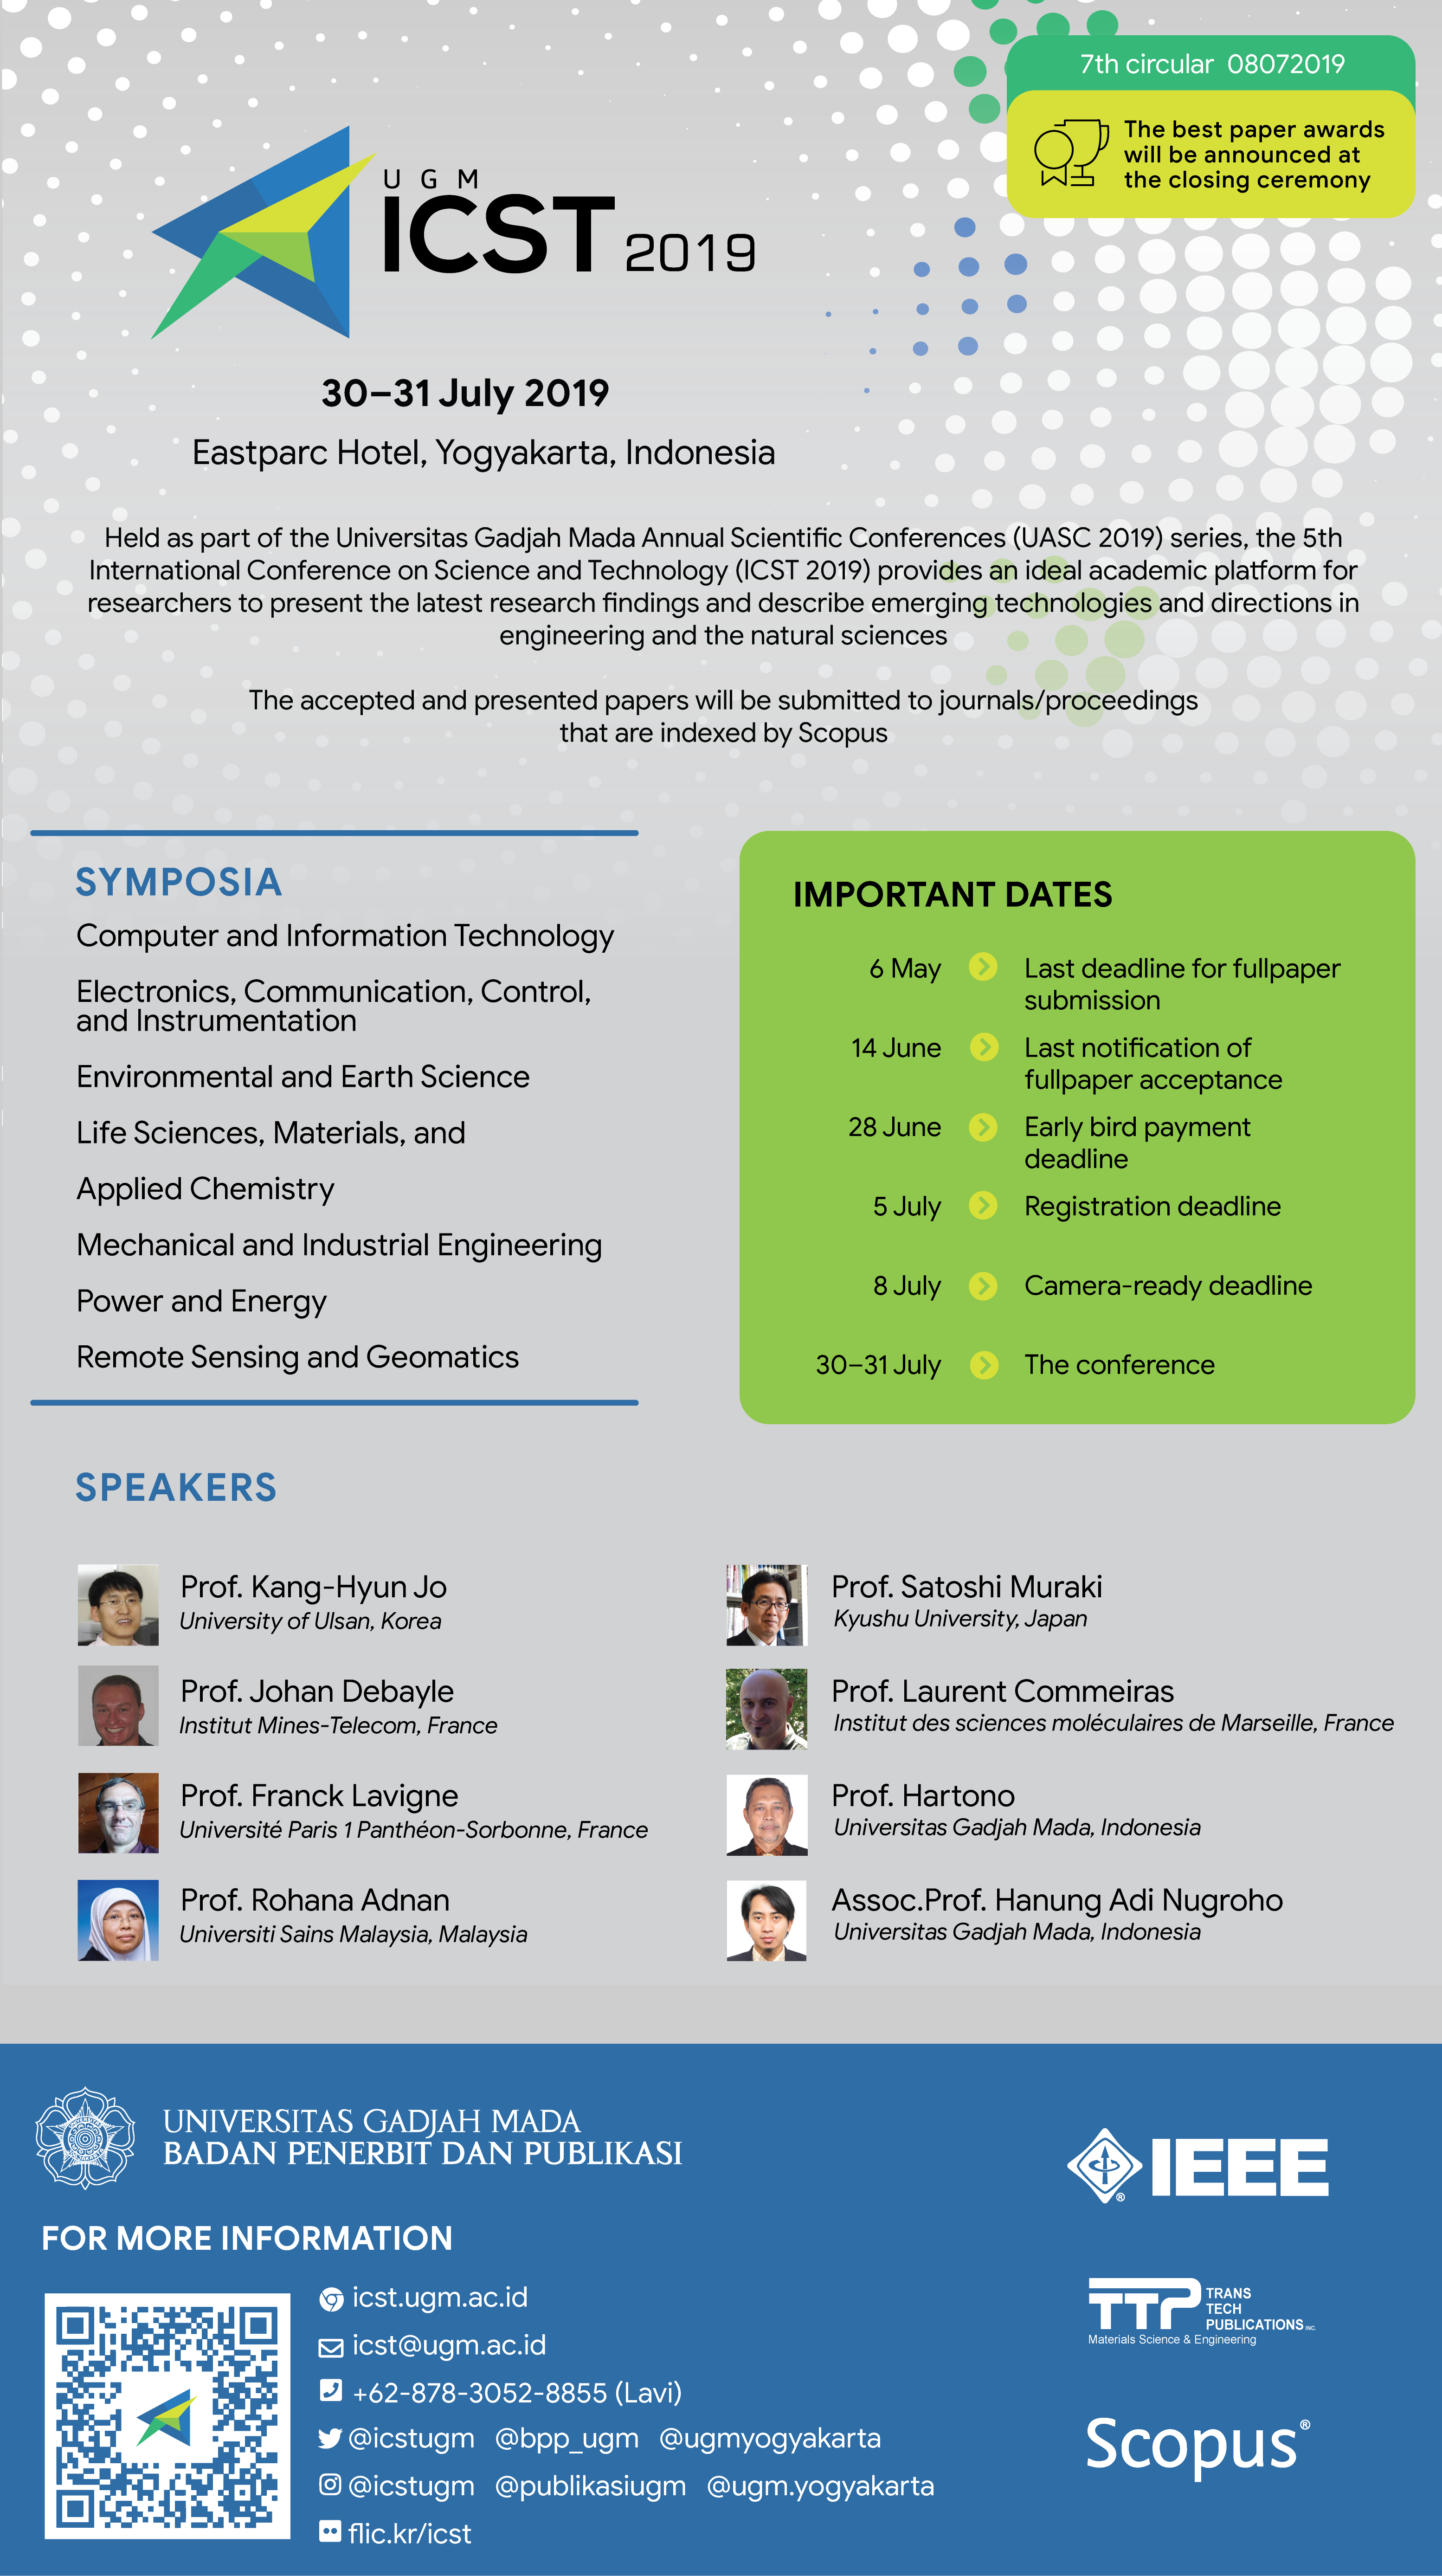 7th circular 08072019
The best paper awards
will be announced at
the closing ceremony
UGM
ICST 2019
30–31 July 2019
Eastparc Hotel, Yogyakarta, Indonesia
Held as part of the Universitas Gadjah Mada Annual Scientific Conferences (UASC 2019) series, the 5th
International Conference on Science and Technology (ICST 2019) provides an ideal academic platform for
researchers to present the latest research findings and describe emerging technologies and directions in
engineering and the natural sciences
The accepted and presented papers will be submitted to journals/proceedings
that are indexed by Scopus
SYMPOSIA
Computer and Information Technology
Electronics, Communication, Control,
and Instrumentation
Environmental and Earth Science
Life Sciences, Materials, and
Applied Chemistry
Mechanical and Industrial Engineering
Power and Energy
Remote Sensing and Geomatics
IMPORTANT DATES
6 May Last deadline for fullpaper
submission
14 June Last notification of
fullpaper acceptance
28 June Early bird payment
deadline
5 July Registration deadline
8 July Camera-ready deadline
30–31 July The conference
SPEAKERS
Prof. Kang-Hyun Jo
University of Ulsan, Korea
Prof. Johan Debayle
Institut Mines-Telecom, France
Prof. Franck Lavigne
Université Paris 1 Panthéon-Sorbonne, France
Prof. Rohana Adnan
Universiti Sains Malaysia, Malaysia
Prof. Satoshi Muraki
Kyushu University, Japan
Prof. Laurent Commeiras
Institut des sciences moléculaires de Marseille, France
Prof. Hartono
Universitas Gadjah Mada, Indonesia
Assoc.Prof. Hanung Adi Nugroho
Universitas Gadjah Mada, Indonesia
UNIVERSITAS GADJAH MADA
BADAN PENERBIT DAN PUBLIKASI
FOR MORE INFORMATION
icst.ugm.ac.id
icst@ugm.ac.id
+62-878-3052-8855 (Lavi)
@icstugm @bpp_ugm @ugmyogyakarta
@icstugm @publikasiugm @ugm.yogyakarta
flic.kr/icst
IEEE®
TTP TRANS
TECH
PUBLICATIONS INC.
Materials Science & Engineering
Scopus®